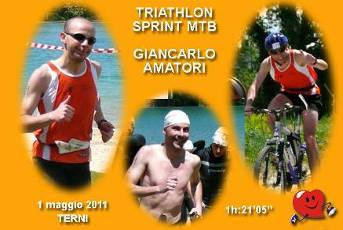 TRIATHLON
SPRINT MTB
GIANCARLO
AMATORI
1 maggio 2011
TERNI
1h:21'05"